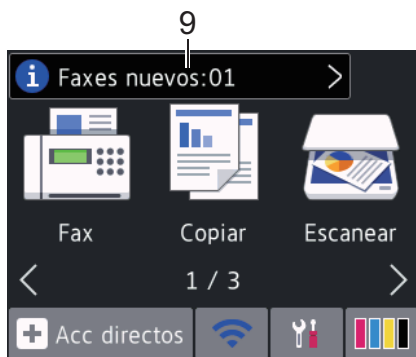 9
Faxes nuevos:01
Fax Copiar Escanear
1 / 3
Acc directos